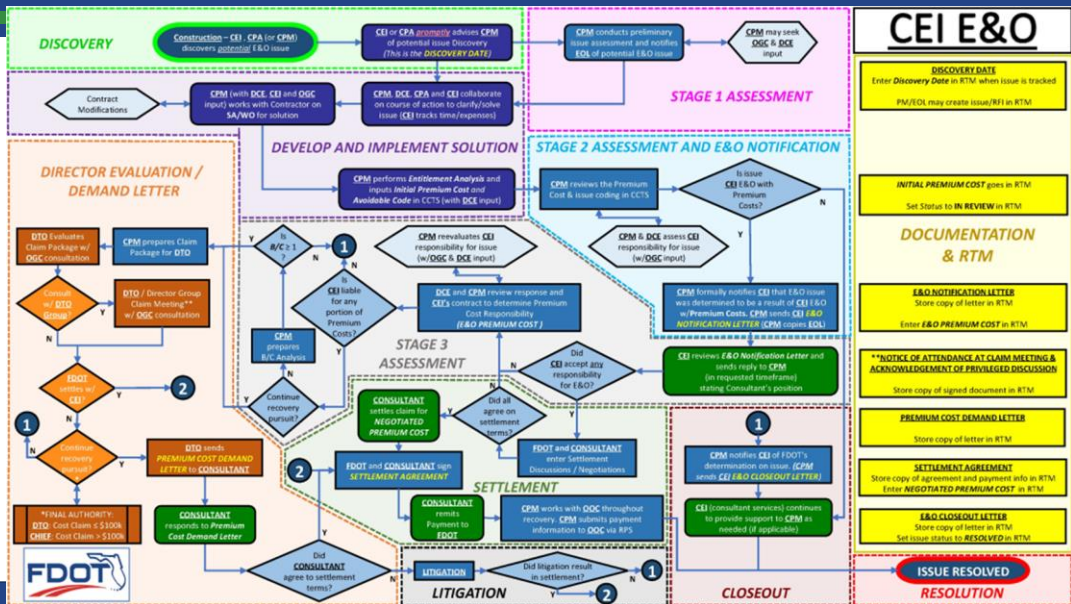 DISCOVERY
Construction – CEI , CPA (or CPM)
discovers potential E&O issue
CEI or CPA promptly advises CPM
of potential issue Discovery
(This is the DISCOVERY DATE)
CPM conducts preliminary
issue assessment and notifies
EOL of potential E&O issue
CPM may seek
OGC & DCE
input
STAGE 1 ASSESSMENT
Contract
Modifications
CPM (with DCE, CEI and OGC
input) works with Contractor on
SA/WO for solution
CPM, DCE, CPA and CEI collaborate
on course of action to clarify/solve
issue (CEI tracks time/expenses)
DEVELOP AND IMPLEMENT SOLUTION
CPM performs Entitlement Analysis and
inputs Initial Premium Cost and
Avoidable Code in CCTS (with DCE input)
STAGE 2 ASSESSMENT AND E&O NOTIFICATION
CPM reviews the Premium
Cost & issue coding in CCTS
Is issue
CEI E&O with
Premium
Costs?
N
Y
CPM & DCE assess CEI
responsibility for issue
(w/OGC input)
CPM formally notifies CEI that E&O issue
was determined to be a result of CEI E&O
w/Premium Costs. CPM sends CEI E&O
NOTIFICATION LETTER (CPM copies EOL)
CEI reviews E&O Notification Letter and
sends reply to CPM
(in requested timeframe)
stating Consultant's position
DIRECTOR EVALUATION /
DEMAND LETTER
DTO Evaluates
Claim Package w/
OGC consultation
CPM prepares Claim
Package for DTO
Consult
w/ DTO
Group?
Y
N
DTO / Director Group
Claim Meeting**
w/ OGC consultation
FDOT
settles w/
CEI?
Y
2
N
1
N
Continue
recovery
pursuit?
*
Y
DTO sends
PREMIUM COST DEMAND
LETTER to CONSULTANT
*FINAL AUTHORITY:
DTO: Cost Claim ≤ $100k
CHIEF: Cost Claim > $100k
CONSULTANT
responds to Premium
Cost Demand Letter
FDOT
Did
CONSULTANT
agree to settlement
terms?
Y
N
Is
B/C ≥ 1
?
Y
N
1
N
Is
CEI liable
for any
portion of
Premium
Costs?
Y
CPM reevaluates CEI
responsibility for issue
(w/OGC & DCE input)
DCE and CPM review response and
CEI's contract to determine Premium
Cost Responsibility
(E&O PREMIUM COST )
CPM
prepares
B/C Analysis
N
Continue
recovery
pursuit?
Y
STAGE 3
ASSESSMENT
Did
CEI accept any
responsibility
for E&O?
N
Y
Did all
agree on
settlement
terms?
N
Y
CONSULTANT
settles claim for
NEGOTIATED
PREMIUM COST
FDOT and CONSULTANT
enter Settlement
Discussions / Negotiations
2
FDOT and CONSULTANT sign
SETTLEMENT AGREEMENT
SETTLEMENT
CONSULTANT
remits
Payment to
FDOT
CPM works with OOC throughout
recovery. CPM submits payment
information to OOC via RPS
LITIGATION
Did litigation result
in settlement?
N
1
Y
2
LITIGATION
1
CPM notifies CEI of FDOT's
determination on issue. (CPM
sends CEI E&O CLOSEOUT LETTER)
CEI (consultant services) continues
to provide support to CPM as
needed (if applicable)
CLOSEOUT
ISSUE RESOLVED
RESOLUTION
CEI E&O
DISCOVERY DATE
Enter Discovery Date in RTM when issue is tracked
PM/EOL may create issue/RFI in RTM
INITIAL PREMIUM COST goes in RTM
Set Status to IN REVIEW in RTM
DOCUMENTATION
& RTM
E&O NOTIFICATION LETTER
Store copy of letter in RTM
Enter E&O PREMIUM COST in RTM
**NOTICE OF ATTENDANCE AT CLAIM MEETING &
ACKNOWLEDGEMENT OF PRIVILEGED DISCUSSION
Store copy of signed document in RTM
PREMIUM COST DEMAND LETTER
Store copy of letter in RTM
SETTLEMENT AGREEMENT
Store copy of agreement and payment info in RTM
Enter NEGOTIATED PREMIUM COST in RTM
E&O CLOSEOUT LETTER
Store copy of letter in RTM
Set issue status to RESOLVED in RTM